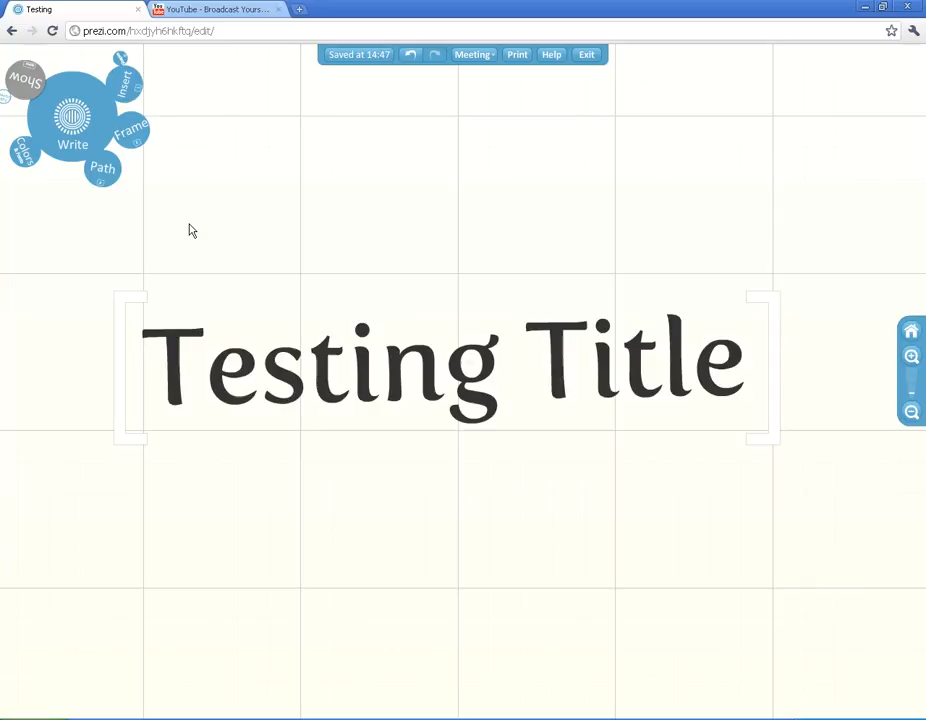 Testing
YouTube - Broadcast Yours...
prezi.com/hxdjyh6hkftq/edit/
Saved at 14:47
Meeting
Print
Help
Exit
Show
Insert
Frame
Write
Colors
Path
Testing Title